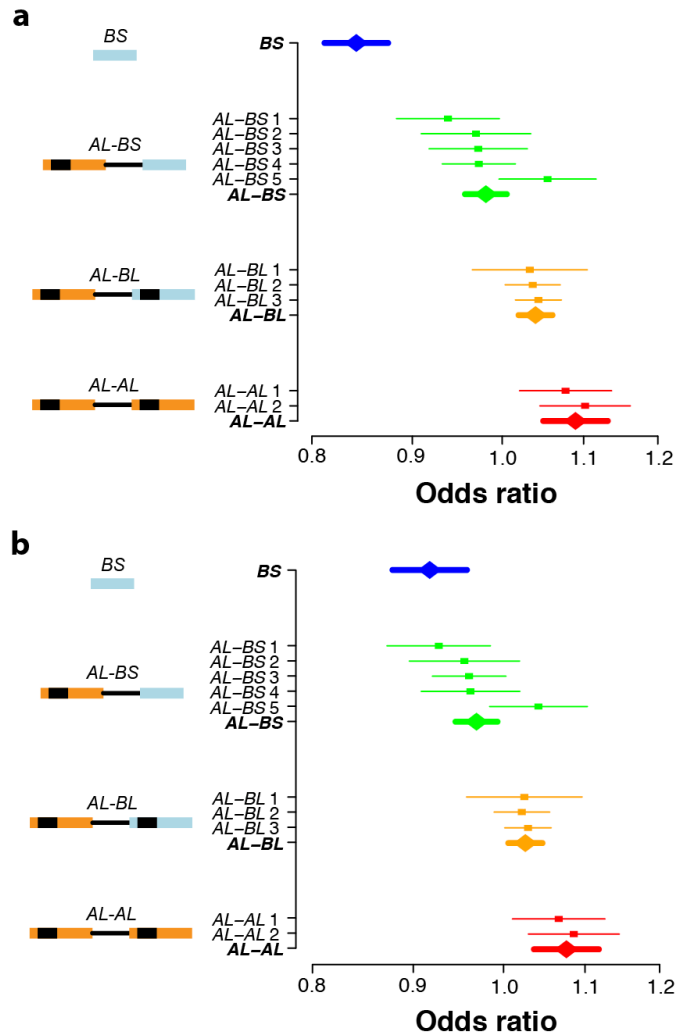 a
BS
BS
AL-BS
AL–BS 1
AL–BS 2
AL–BS 3
AL–BS 4
AL–BS 5
AL–BS
AL-BL
AL–BL 1
AL–BL 2
AL–BL 3
AL–BL
AL-AL
AL–AL 1
AL–AL 2
AL–AL
0.8 0.9 1.0 1.1 1.2
Odds ratio
b
BS
BS
AL-BS
AL–BS 1
AL–BS 2
AL–BS 3
AL–BS 4
AL–BS 5
AL–BS
AL-BL
AL–BL 1
AL–BL 2
AL–BL 3
AL–BL
AL-AL
AL–AL 1
AL–AL 2
AL–AL
0.8 0.9 1.0 1.1 1.2
Odds ratio